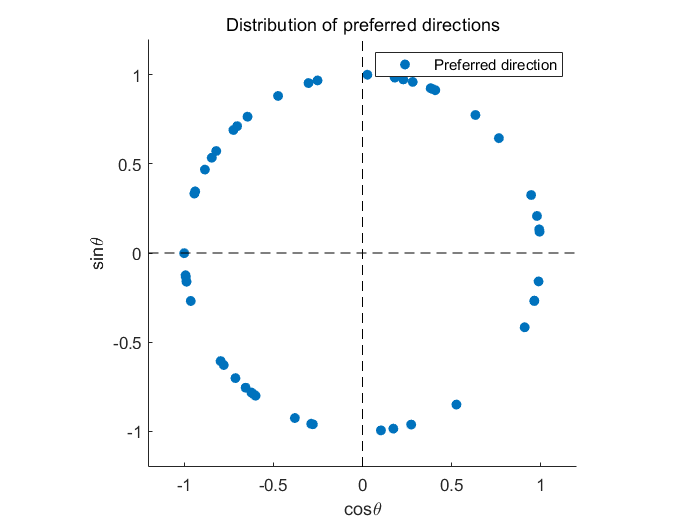 Distribution of preferred directions
Preferred direction
1
0.5
0
-0.5
-1
sinθ
-1
-0.5
0
0.5
1
cosθ